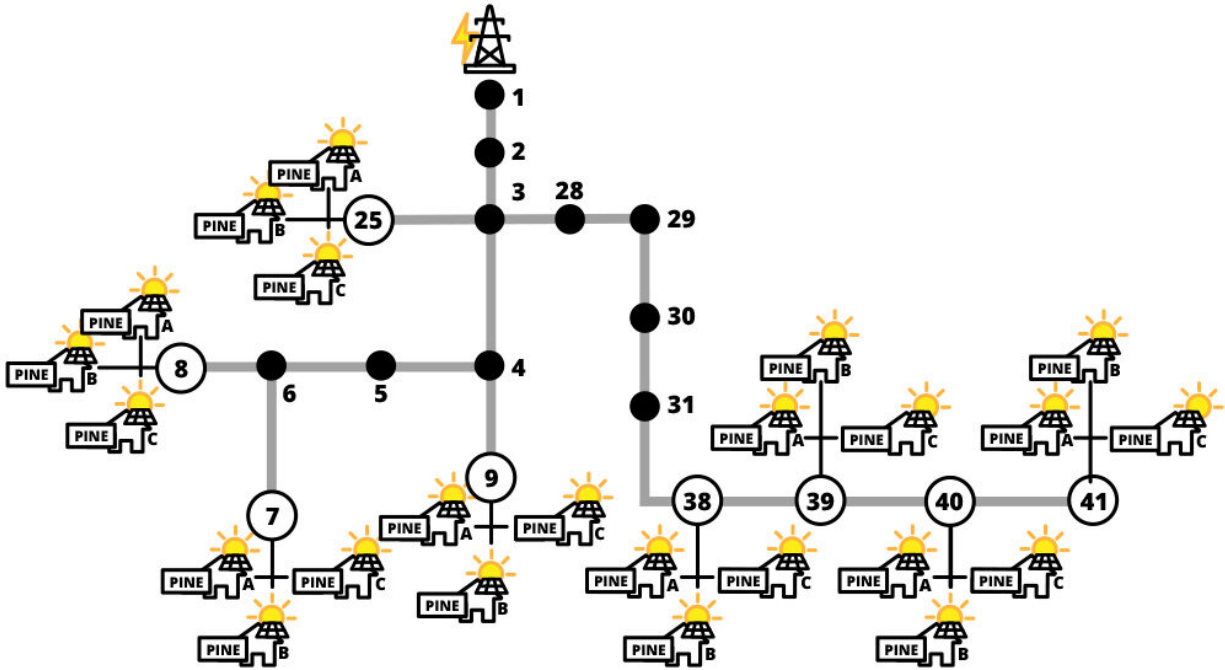 1
2
3 28
PINE A
25 29
PINE B
PINE C
30
PINE A
8 4
PINE B
6 5
PINE C
31
PINE B PINE B
PINE A PINE C PINE A PINE C
9 38 39 40 41
7
PINE A PINE C
PINE A PINE C PINE A PINE C PINE A PINE C
PINE B
PINE B PINE B PINE B